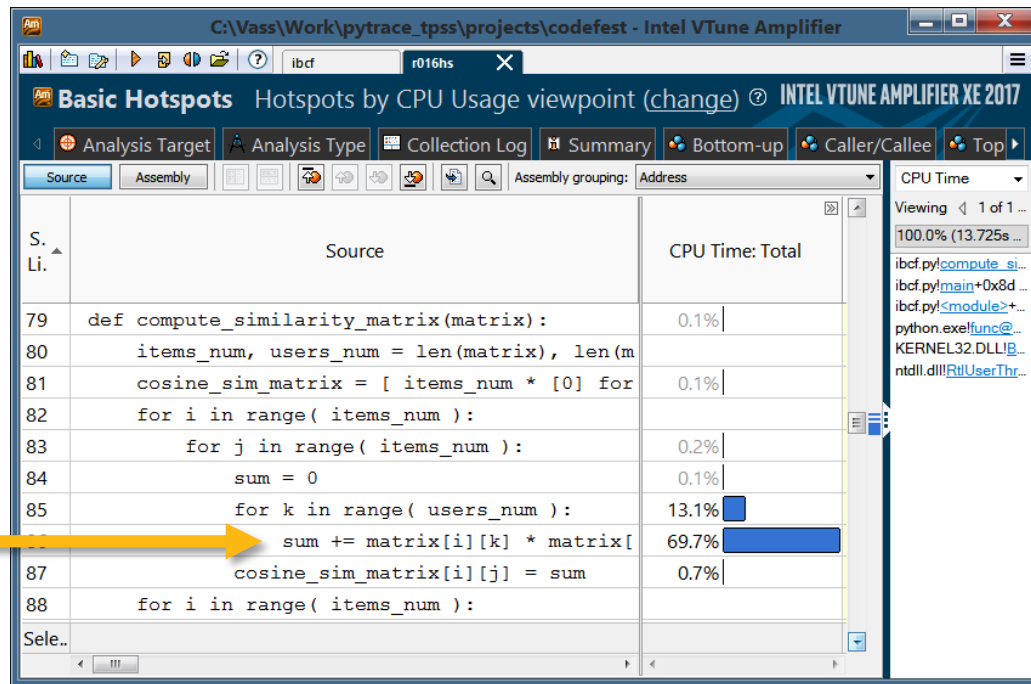 Am C:\Vass\Work\pytrace_tpss\projects\codefest - Intel VTune Amplifier
ibcf r016hs
Am Basic Hotspots Hotspots by CPU Usage viewpoint (change) INTEL VTUNE AMPLIFIER XE 2017
Analysis Target Analysis Type Collection Log Summary Bottom-up Caller/Callee Top
Source Assembly Assembly grouping: Address
S. Li. Source CPU Time: Total
79 def compute_similarity_matrix(matrix): 0.1%
80 items_num, users_num = len(matrix), len(m
81 cosine_sim_matrix = [ items_num * [0] for 0.1%
82 for i in range( items_num ):
83 for j in range( items_num ): 0.2%
84 sum = 0 0.1%
85 for k in range( users_num ): 13.1%
sum += matrix[i][k] * matrix[ 69.7%
87 cosine_sim_matrix[i][j] = sum 0.7%
88 for i in range( items_num ):
Sele..
CPU Time
Viewing 1 of 1 ...
100.0% (13.725s ...
ibcf.py!compute_si...
ibcf.py!main+0x8d ...
ibcf.py!<module>+...
python.exe!func@...
KERNEL32.DLL!B...
ntdll.dll!RtlUserThr...